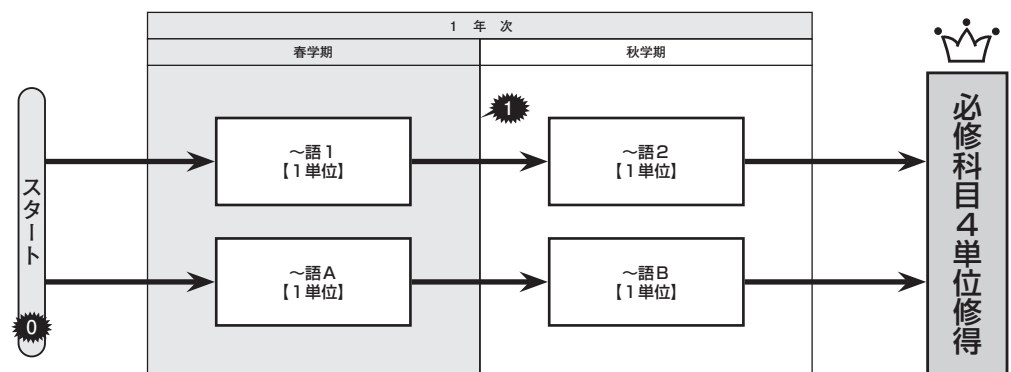 1 年 次
春学期
秋学期
スタート
0
1
～語1
【1単位】
～語2
【1単位】
～語A
【1単位】
～語B
【1単位】
必修科目4単位修得